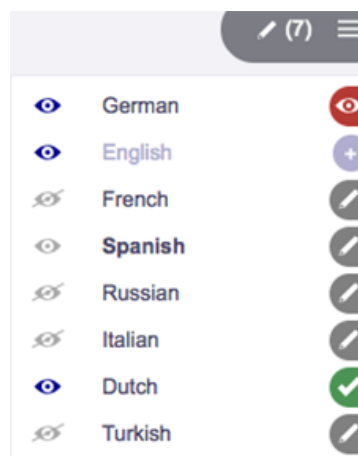 (7)
German
English
French
Spanish
Russian
Italian
Dutch
Turkish